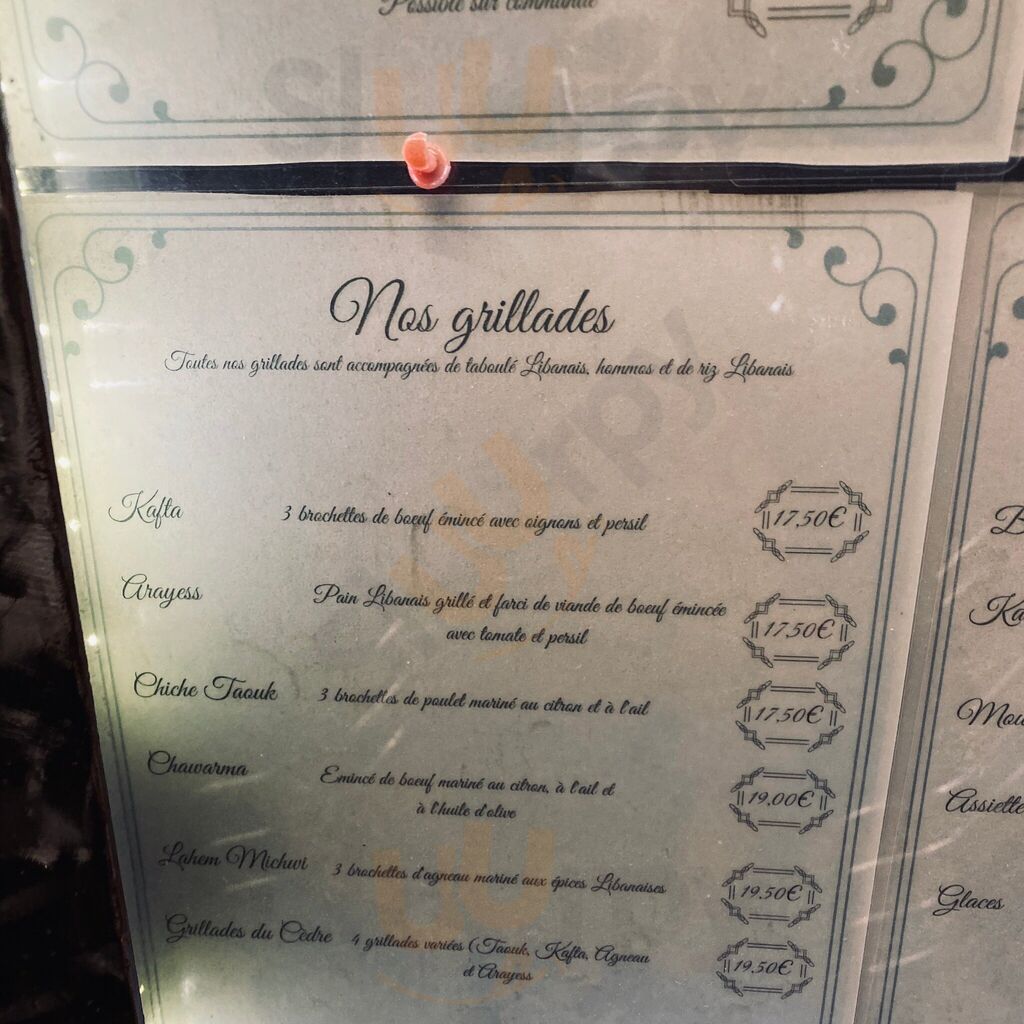 Possible sur commande
Nos grillades
Toutes nos grillades sont accompagnées de taboulé Libanais, hommos et de riz Libanais
Kafta 3 brochettes de boeuf émincé avec oignons et persil 17,50€
Arayess Pain Libanais grillé et farci de viande de boeuf émincée
avec tomate et persil 17,50€
Chiche Taouk 3 brochettes de poulet mariné au citron et à l'ail 17,50€
Chawarma Emincé de boeuf mariné au citron, à l'ail et
à l'huile d'olive 19,00€
Lahem Michwi 3 brochettes d'agneau mariné aux épices Libanaises 19,50€
Grillades du Cèdre 4 grillades variées (Taouk, Kafta, Agneau
et Arayess 19,50€
Assiette
Glaces
sluurpy